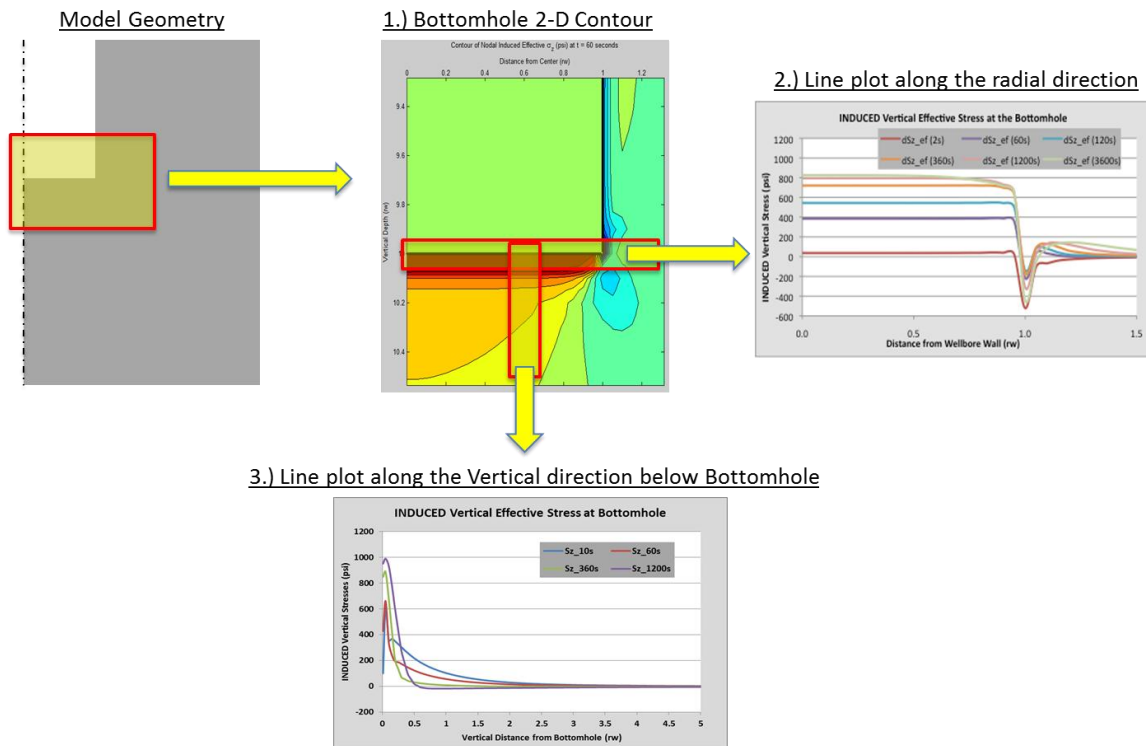 Model Geometry
1.) Bottomhole 2-D Contour
Contour of Nodal Induced Effective σz (psi) at t = 60 seconds
Distance from Center (rw)
0 0.2 0.4 0.6 0.8 1 1.2
Vertical Depth (rw)
9.4
9.6
9.8
10.2
10.4
2.) Line plot along the radial direction
INDUCED Vertical Effective Stress at the Bottomhole
dSz_ef (2s) dSz_ef (60s) dSz_ef (120s)
dSz_ef (360s) dSz_ef (1200s) dSz_ef (3600s)
INDUCED Vertical Stress (psi)
1200
1000
800
600
400
200
0
-200
-400
-600
0.0 0.5 1.0 1.5
Distance from Wellbore Wall (rw)
3.) Line plot along the Vertical direction below Bottomhole
INDUCED Vertical Effective Stress at Bottomhole
Sz_10s Sz_60s
Sz_360s Sz_1200s
INDUCED Vertical Stresses (psi)
1200
1000
800
600
400
200
0
-200
0 0.5 1 1.5 2 2.5 3 3.5 4 4.5 5
Vertical Distance from Bottomhole (rw)